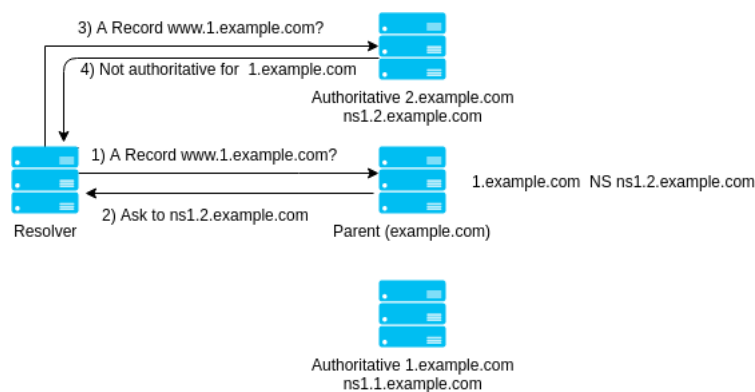 3) A Record www.1.example.com?
4) Not authoritative for 1.example.com
Authoritative 2.example.com
ns1.2.example.com
1) A Record www.1.example.com?
2) Ask to ns1.2.example.com
Resolver
Parent (example.com)
1.example.com NS ns1.2.example.com
Authoritative 1.example.com
ns1.1.example.com